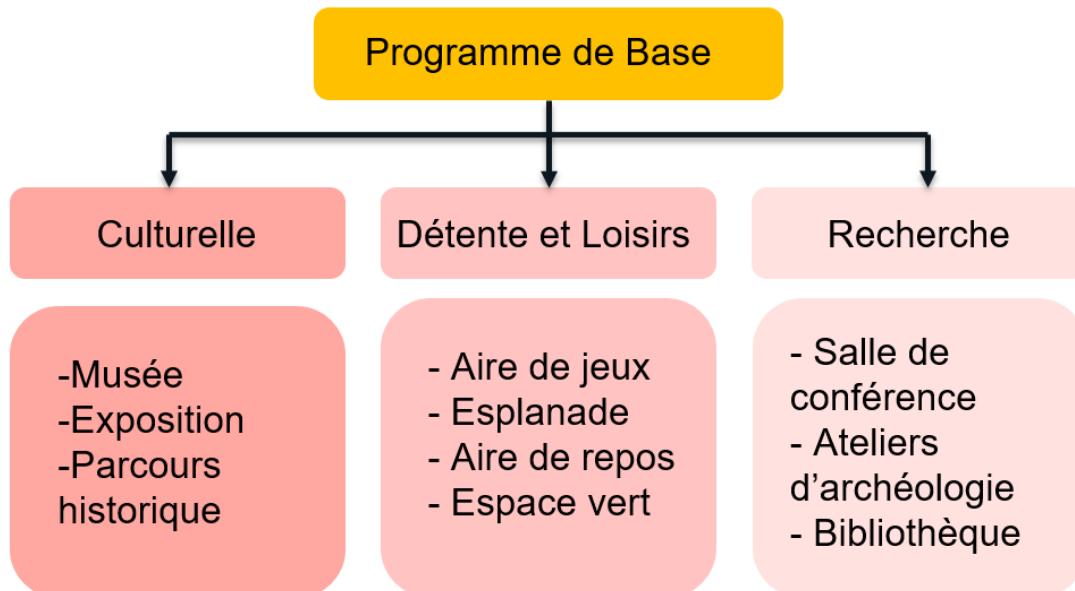 Programme de Base
Culturelle
Détente et Loisirs
Recherche
-Musée
-Exposition
-Parcours
historique
- Aire de jeux
- Esplanade
- Aire de repos
- Espace vert
- Salle de
conférence
- Ateliers
d’archéologie
- Bibliothèque